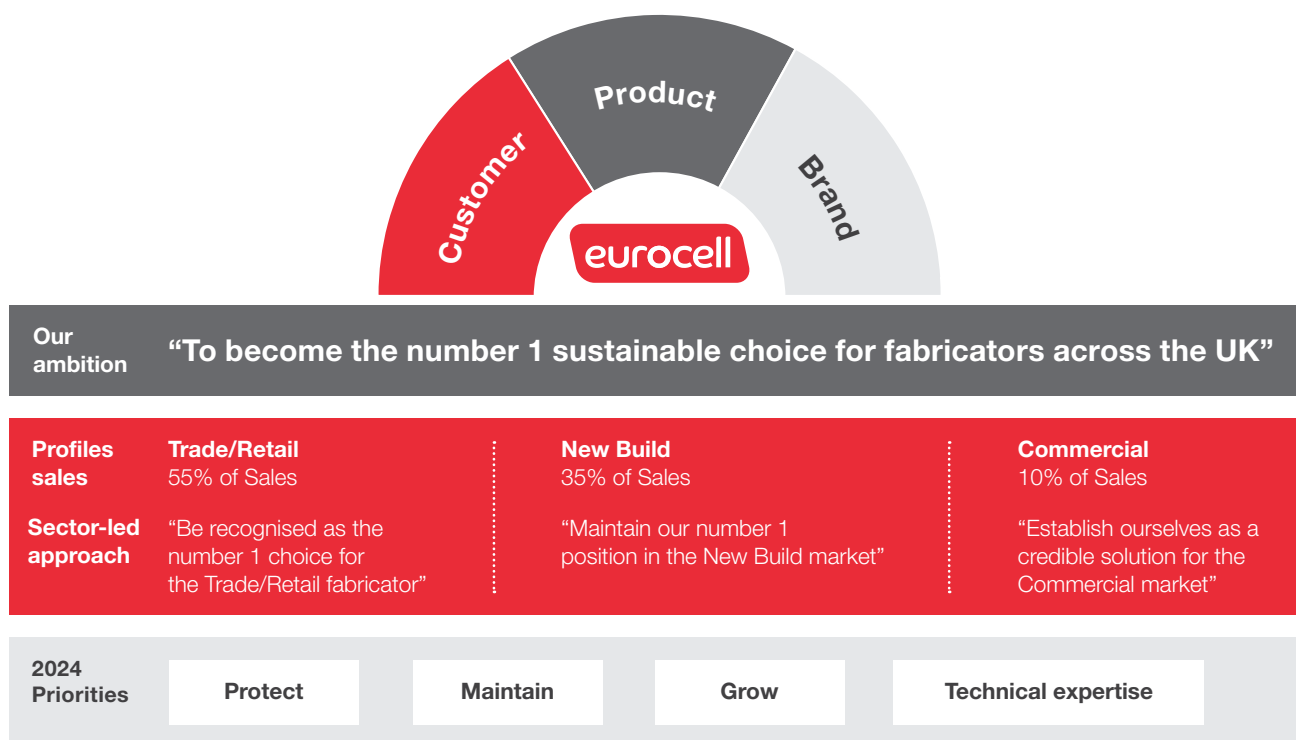 Customer
Product
Brand
eurocell
Our
ambition
“To become the number 1 sustainable choice for fabricators across the UK”
Profiles
sales
Trade/Retail
55% of Sales
New Build
35% of Sales
Commercial
10% of Sales
Sector-led
approach
“Be recognised as the
number 1 choice for
the Trade/Retail fabricator”
“Maintain our number 1
position in the New Build market”
“Establish ourselves as a
credible solution for the
Commercial market”
2024
Priorities
Protect
Maintain
Grow
Technical expertise